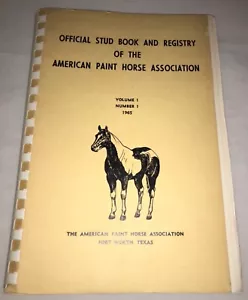 OFFICIAL STUD BOOK AND REGISTRY
OF THE
AMERICAN PAINT HORSE ASSOCIATION
VOLUME I
NUMBER I
1965
THE AMERICAN PAINT HORSE ASSOCIATION
FORT WORTH, TEXAS